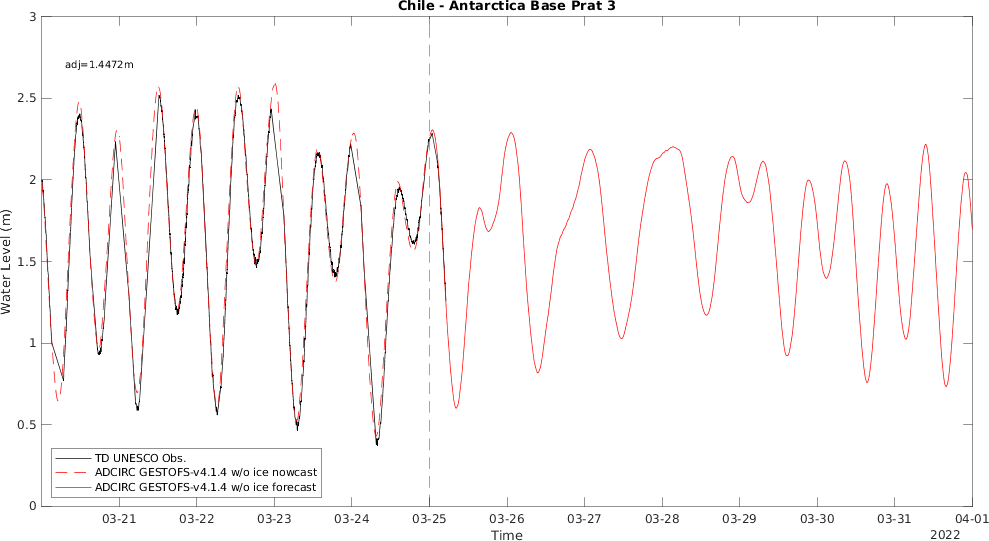 Chile - Antarctica Base Prat 3
3
adj=1.4472m
2.5
2
1.5
1
0.5
0
Water Level (m)
TD UNESCO Obs.
ADCIRC GESTOFS-v4.1.4 w/o ice nowcast
ADCIRC GESTOFS-v4.1.4 w/o ice forecast
03-21 03-22 03-23 03-24 03-25 03-26 03-27 03-28 03-29 03-30 03-31 04-01
Time
2022